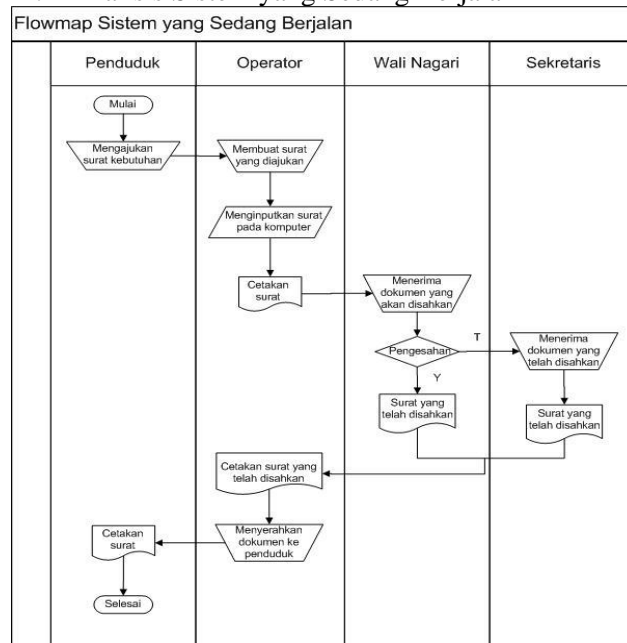 Flowmap Sistem yang Sedang Berjalan
Penduduk
Operator
Wali Nagari
Sekretaris
Mulai
Mengajukan
surat kebutuhan
Membuat surat
yang diajukan
Menginputkan surat
pada komputer
Cetakan
surat
Menerima
dokumen yang
akan disahkan
Pengesahan
T
Y
Menerima
dokumen yang
telah disahkan
Surat yang
telah disahkan
Surat yang
telah disahkan
Cetakan surat yang
telah disahkan
Menyerahkan
dokumen ke
penduduk
Cetakan
surat
Selesai